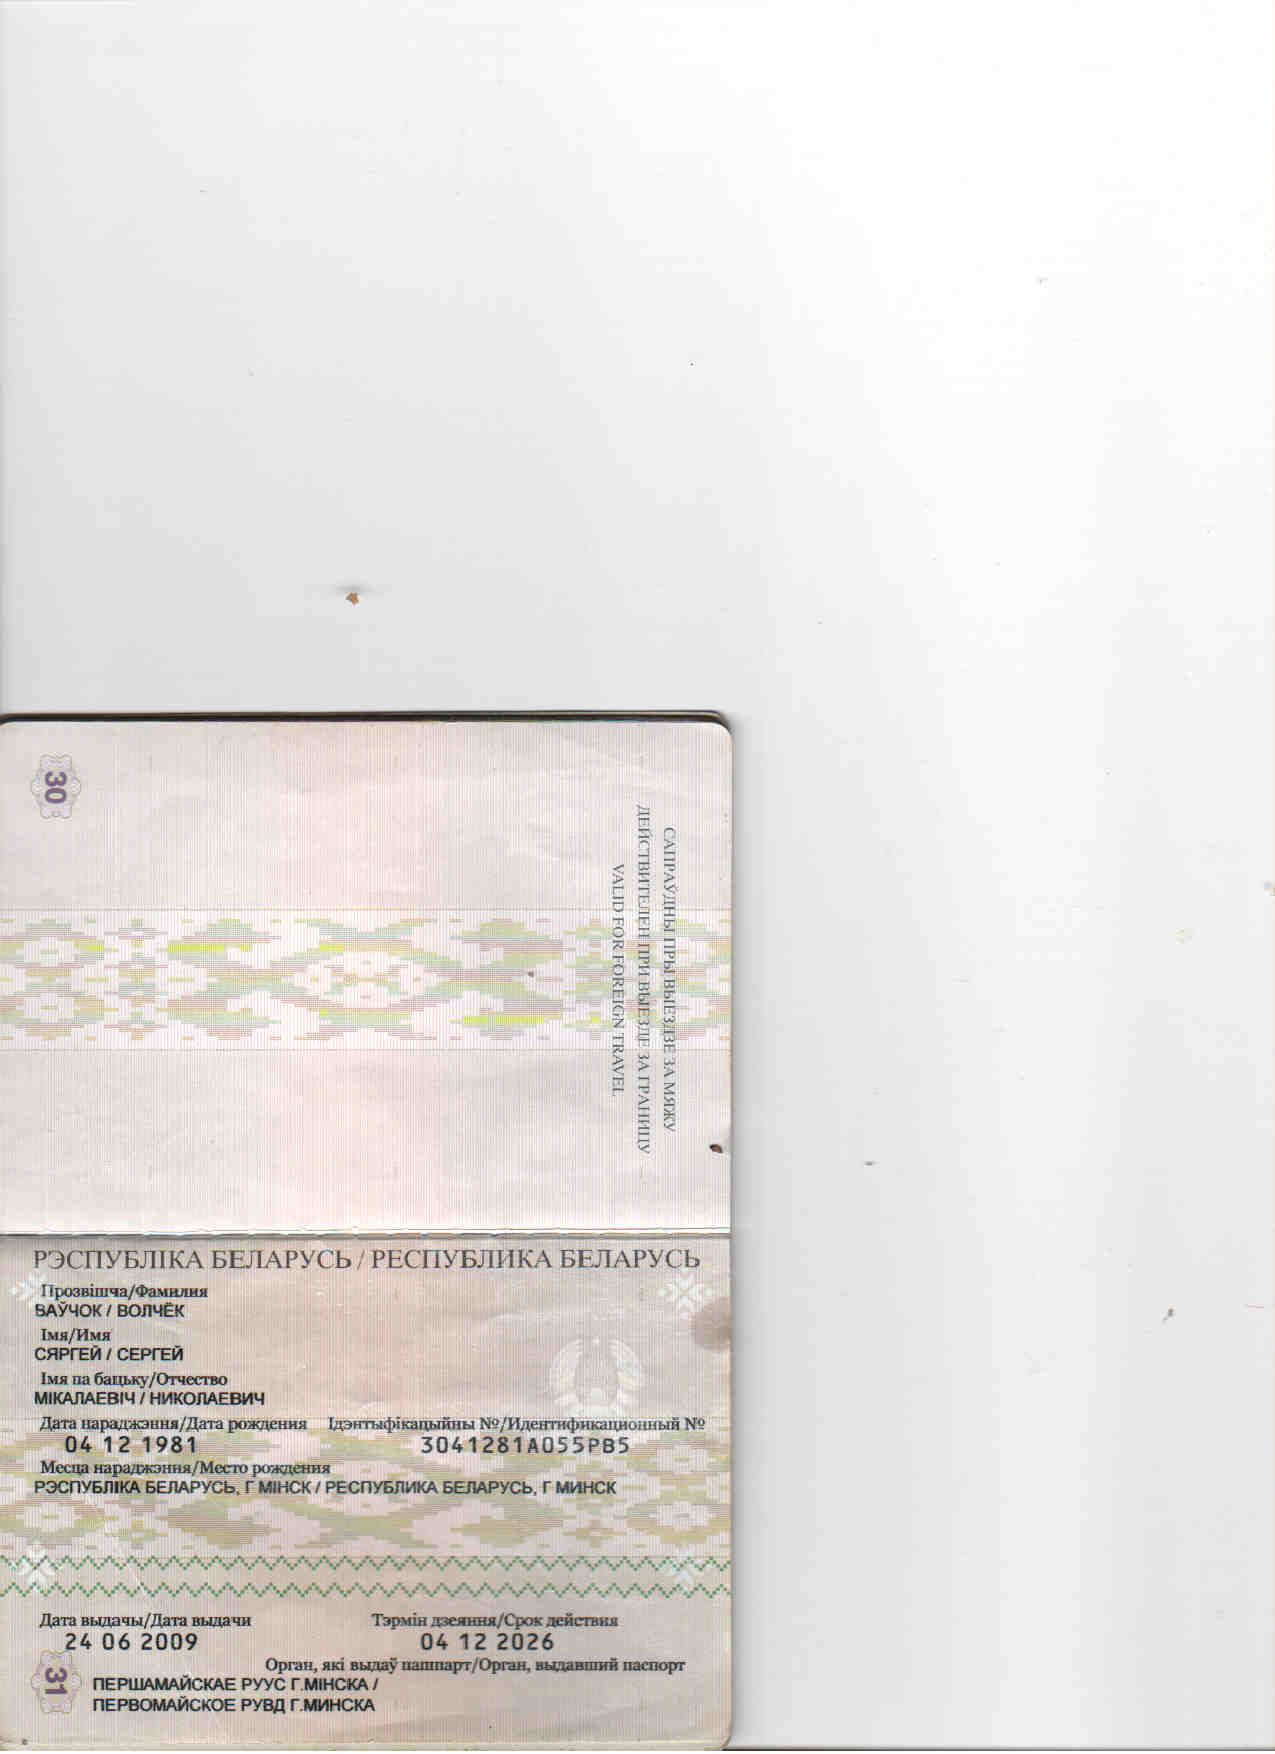 30
САПРАЎДНЫ ПРЫ ВЫЕЗДЗЕ ЗА МЯЖУ
ДЕЙСТВИТЕЛЕН ПРИ ВЫЕЗДЕ ЗА ГРАНИЦУ
VALID FOR FOREIGN TRAVEL
РЭСПУБЛІКА БЕЛАРУСЬ / РЕСПУБЛИКА БЕЛАРУСЬ
Прозвішча/Фамилия
ВАЎЧОК / ВОЛЧЁК
Імя/Имя
СЯРГЕЙ / СЕРГЕЙ
Імя па бацьку/Отчество
МІКАЛАЕВІЧ / НИКОЛАЕВИЧ
Дата нараджэння/Дата рождения Ідэнтыфікацыйны №/Идентификационный №
04 12 1981 3041281A055PB5
Месца нараджэння/Место рождения
РЭСПУБЛІКА БЕЛАРУСЬ, Г МІНСК / РЕСПУБЛИКА БЕЛАРУСЬ, Г МИНСК
Дата выдачы/Дата выдачи Тэрмін дзеяння/Срок действия
24 06 2009 04 12 2026
Орган, які выдаў пашпарт/Орган, выдавший паспорт
ПЕРШАМАЙСКАЕ РУУС Г.МІНСКА /
ПЕРВОМАЙСКОЕ РУВД Г.МИНСКА
31